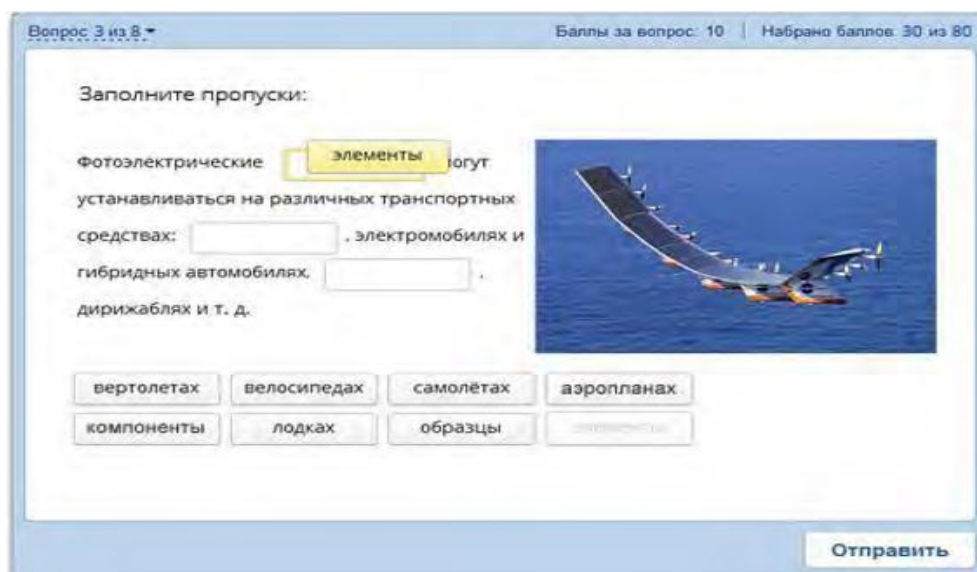 Вопрос 3 из 8
Баллы за вопрос: 10 | Набрано баллов: 30 из 80
Заполните пропуски:
Фотоэлектрические элементы могут
устанавливаться на различных транспортных
средствах: , электромобилях и
гибридных автомобилях, ,
дирижаблях и т. д.
вертолетах велосипедах самолётах аэропланах
компоненты лодках образцы
Отправить